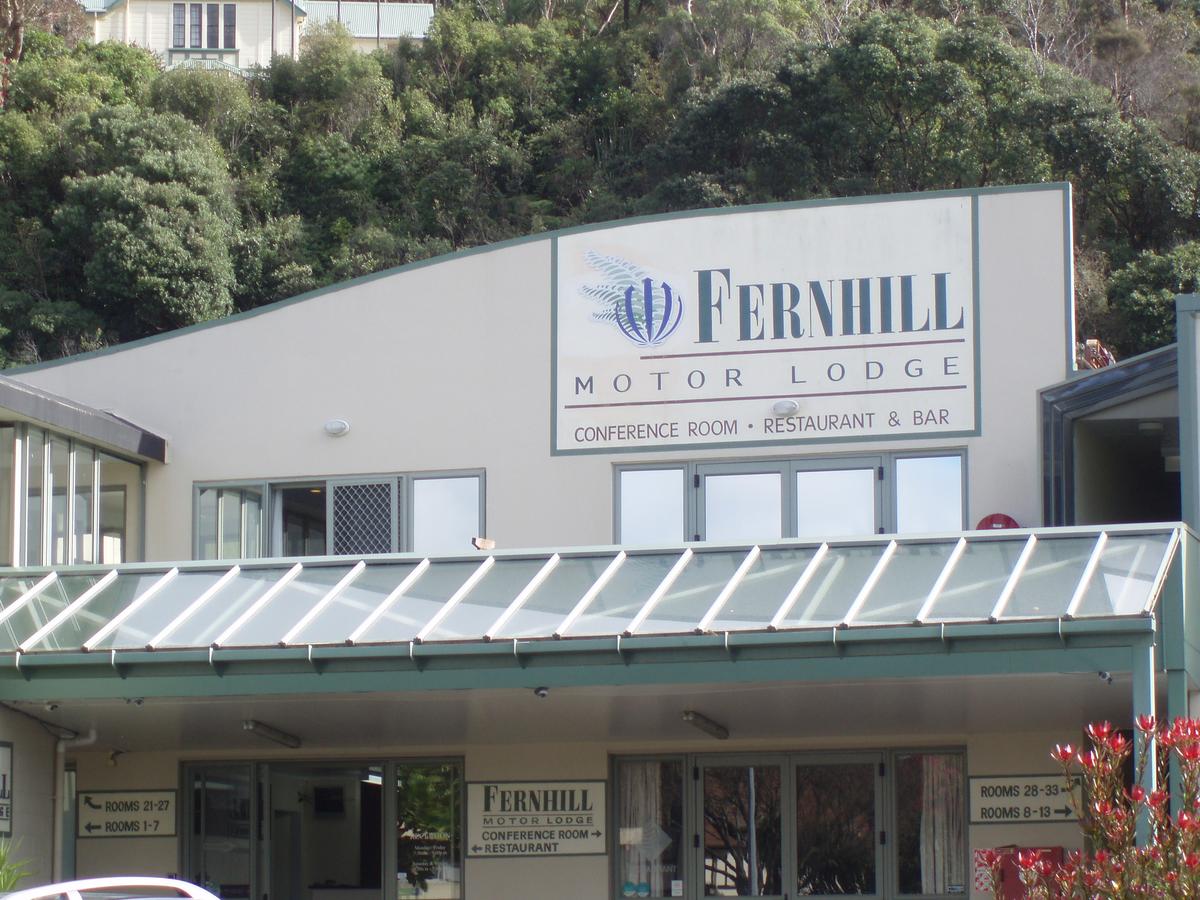 FERNHILL
MOTOR LODGE
CONFERENCE ROOM • RESTAURANT & BAR
ROOMS 21-27
← ROOMS 1-7
RECEPTION
FERNHILL
MOTOR LODGE
CONFERENCE ROOM →
← RESTAURANT
ROOMS 28-33
ROOMS 8-13 →